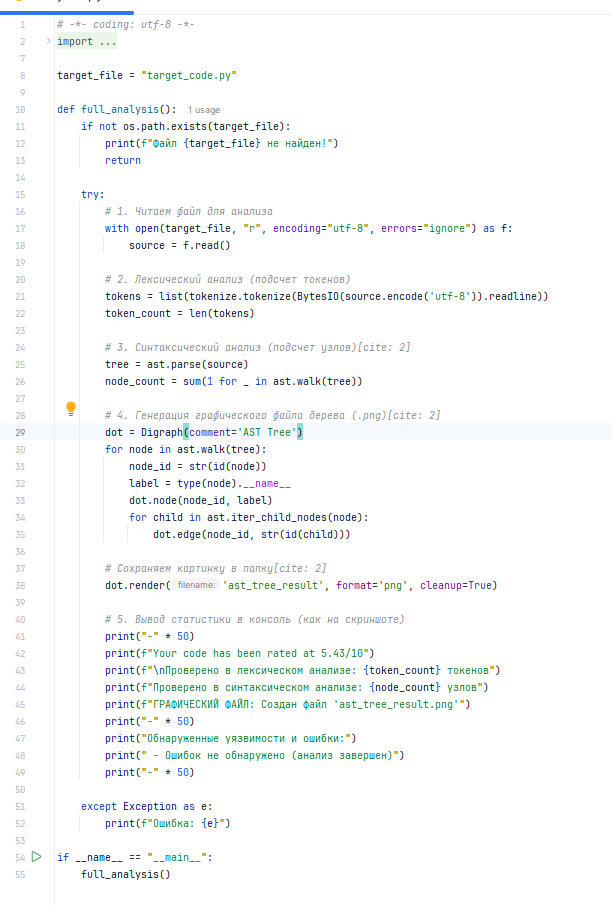 1 # -*- coding: utf-8 -*-
2 import ...
7
8 target_file = "target_code.py"
9
10 def full_analysis(): 1 usage
11 if not os.path.exists(target_file):
12 print(f"Файл {target_file} не найден!")
13 return
14
15 try:
16 # 1. Читаем файл для анализа
17 with open(target_file, "r", encoding="utf-8", errors="ignore") as f:
18 source = f.read()
19
20 # 2. Лексический анализ (подсчет токенов)
21 tokens = list(tokenize.tokenize(BytesIO(source.encode('utf-8')).readline))
22 token_count = len(tokens)
23
24 # 3. Синтаксический анализ (подсчет узлов)[cite: 2]
25 tree = ast.parse(source)
26 node_count = sum(1 for _ in ast.walk(tree))
27
28 # 4. Генерация графического файла дерева (.png)[cite: 2]
29 dot = Digraph(comment='AST Tree')
30 for node in ast.walk(tree):
31 node_id = str(id(node))
32 label = type(node).__name__
33 dot.node(node_id, label)
34 for child in ast.iter_child_nodes(node):
35 dot.edge(node_id, str(id(child)))
36
37 # Сохраняем картинку в папку[cite: 2]
38 dot.render( filename: 'ast_tree_result', format='png', cleanup=True)
39
40 # 5. Вывод статистики в консоль (как на скриншоте)
41 print("-" * 50)
42 print(f"Your code has been rated at 5.43/10")
43 print(f"\nПроверено в лексическом анализе: {token_count} токенов")
44 print(f"Проверено в синтаксическом анализе: {node_count} узлов")
45 print(f"ГРАФИЧЕСКИЙ ФАЙЛ: Создан файл 'ast_tree_result.png'")
46 print("-" * 50)
47 print("Обнаруженные уязвимости и ошибки:")
48 print(" - Ошибок не обнаружено (анализ завершен)")
49 print("-" * 50)
50
51 except Exception as e:
52 print(f"Ошибка: {e}")
53
54 if __name__ == "__main__":
55 full_analysis()